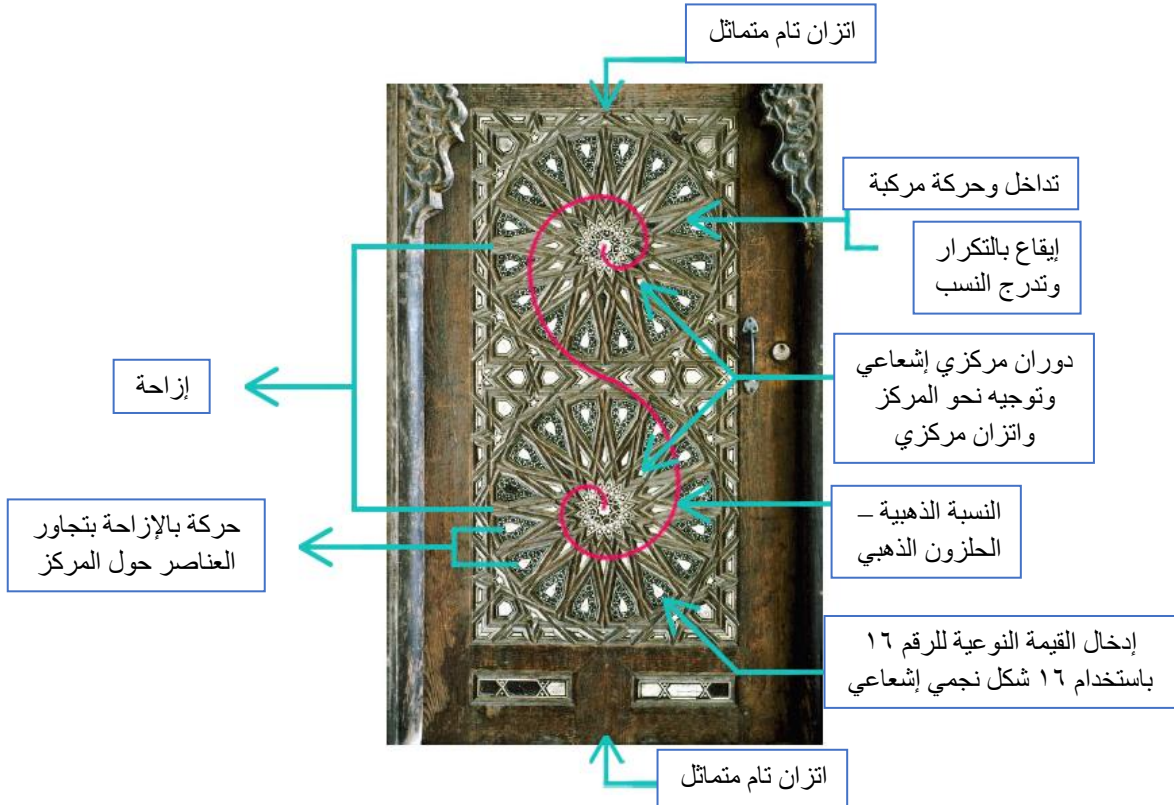 اتزان تام متماثل
تداخل وحركة مركبة
إيقاع بالتكرار
وتدرج النسب
دوران مركزي إشعاعي
وتوجيه نحو المركز
واتزان مركزي
إزاحة
النسبة الذهبية –
الحلزون الذهبي
حركة بالإزاحة بتجاور
العناصر حول المركز
إدخال القيمة النوعية للرقم ١٦
باستخدام ١٦ شكل نجمي إشعاعي
اتزان تام متماثل